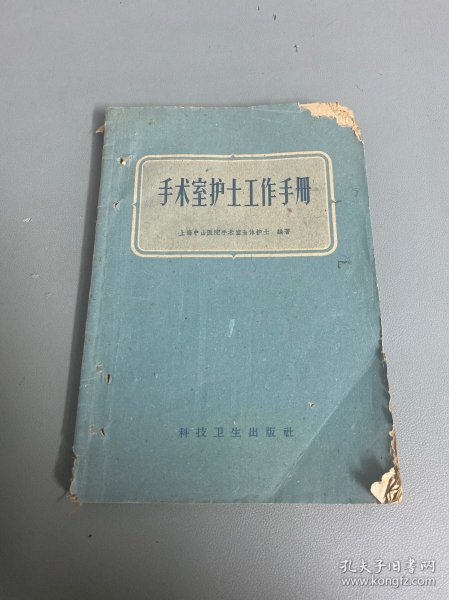 手术室护士工作手册
上海中山医院手术室全体护士 编著
科技卫生出版社
孔夫子旧书网
www.kongfz.com